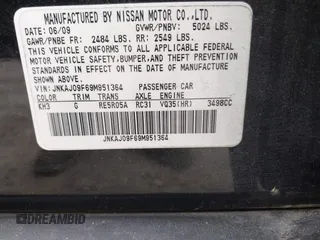 MANUFACTURED BY NISSAN MOTOR CO.,LTD.
DATE: 06/09 GVWR/PNBV: 5024 LBS.
GAWR/PNBE FR: 2484 LBS. RR: 2549 LBS.
THIS VEHICLE CONFORMS TO ALL APPLICABLE FEDERAL
MOTOR VEHICLE SAFETY,BUMPER,AND THEFT PREVENTION
STANDARDS IN EFFECT ON THE DATE OF MANUFACTURE
SHOWN ABOVE.
VIN: JNKAJ09F69M951364 PASSENGER CAR
COLOR TRIM TRANS AXLE ENGINE
KH3 G RE5R05A RC31 VQ35(HR) 3498CC
JNKAJ09F69M951364
DREAMBID